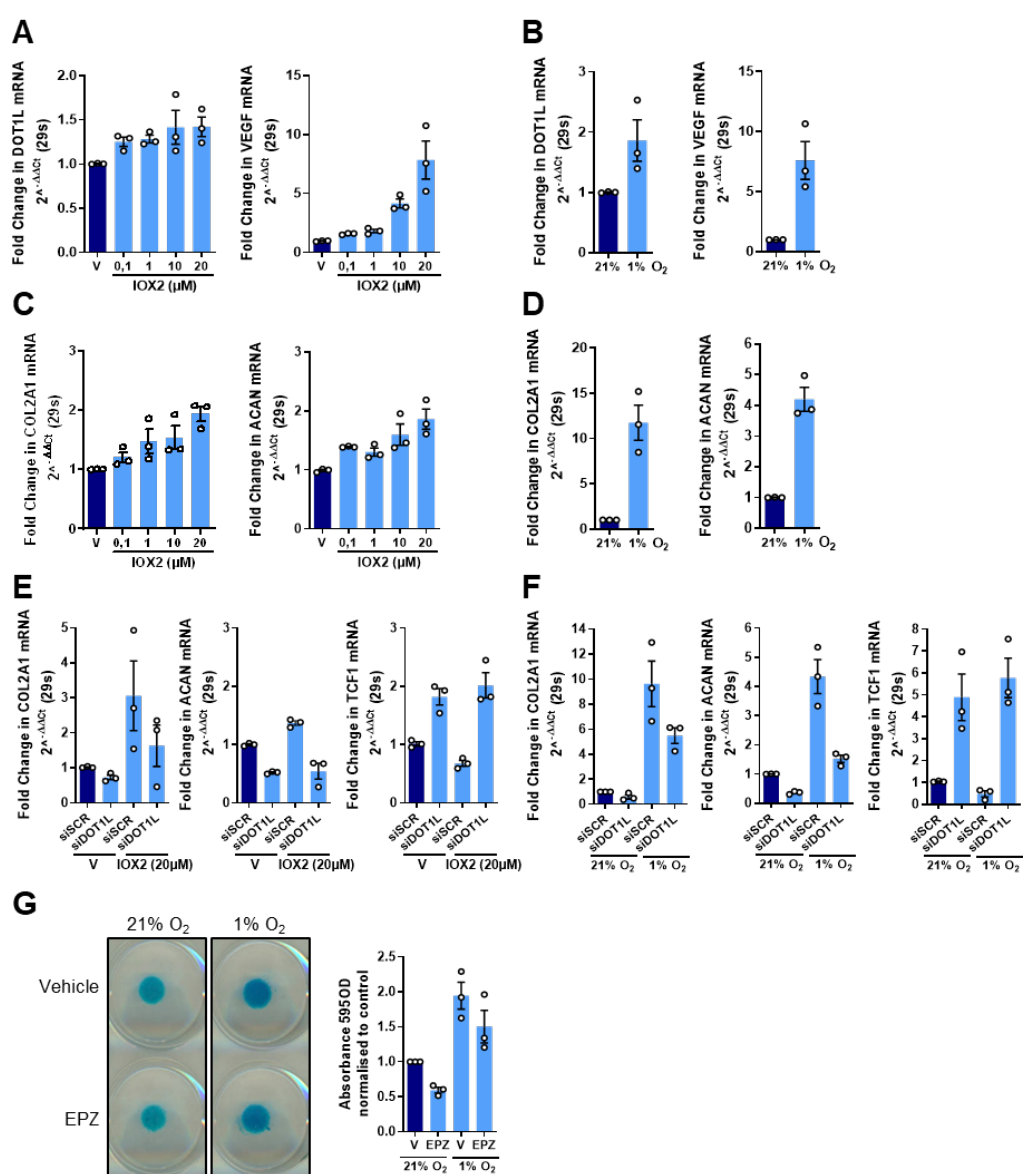 A
Fold Change in DOT1L mRNA
2^-ΔΔCt (29s)
2.0
1.5
1.0
0.5
0.0
V 0,1 1 10 20
IOX2 (µM)
Fold Change in VEGF mRNA
2^-ΔΔCt (29s)
15
10
5
0
V 0,1 1 10 20
IOX2 (µM)
B
Fold Change in DOT1L mRNA
2^-ΔΔCt (29s)
4
3
2
1
0
21% 1% O2
Fold Change in VEGF mRNA
2^-ΔΔCt (29s)
15
10
5
0
21% 1% O2
C
Fold Change in COL2A1 mRNA
2^-ΔΔCt (29s)
3
2
1
0
V 0,1 1 10 20
IOX2 (µM)
Fold Change in ACAN mRNA
2^-ΔΔCt (29s)
3
2
1
0
V 0,1 1 10 20
IOX2 (µM)
D
Fold Change in COL2A1 mRNA
2^-ΔΔCt (29s)
20
15
10
5
0
21% 1% O2
Fold Change in ACAN mRNA
2^-ΔΔCt (29s)
6
5
4
3
2
1
0
21% 1% O2
E
Fold Change in COL2A1 mRNA
2^-ΔΔCt (29s)
5
4
3
2
1
0
siSCR siDOT1L siSCR siDOT1L
V IOX2 (20µM)
Fold Change in ACAN mRNA
2^-ΔΔCt (29s)
3
2
1
0
siSCR siDOT1L siSCR siDOT1L
V IOX2 (20µM)
Fold Change in TCF1 mRNA
2^-ΔΔCt (29s)
3
2
1
0
siSCR siDOT1L siSCR siDOT1L
V IOX2 (20µM)
F
Fold Change in COL2A1 mRNA
2^-ΔΔCt (29s)
14
12
10
8
6
4
2
0
siSCR siDOT1L siSCR siDOT1L
21% O2 1% O2
Fold Change in ACAN mRNA
2^-ΔΔCt (29s)
6
5
4
3
2
1
0
siSCR siDOT1L siSCR siDOT1L
21% O2 1% O2
Fold Change in TCF1 mRNA
2^-ΔΔCt (29s)
8
7
6
5
4
3
2
1
0
siSCR siDOT1L siSCR siDOT1L
21% O2 1% O2
G
21% O2 1% O2
Vehicle
EPZ
Absorbance 595OD
normalised to control
2.5
2.0
1.5
1.0
0.5
0.0
V EPZ V EPZ
21% O2 1% O2